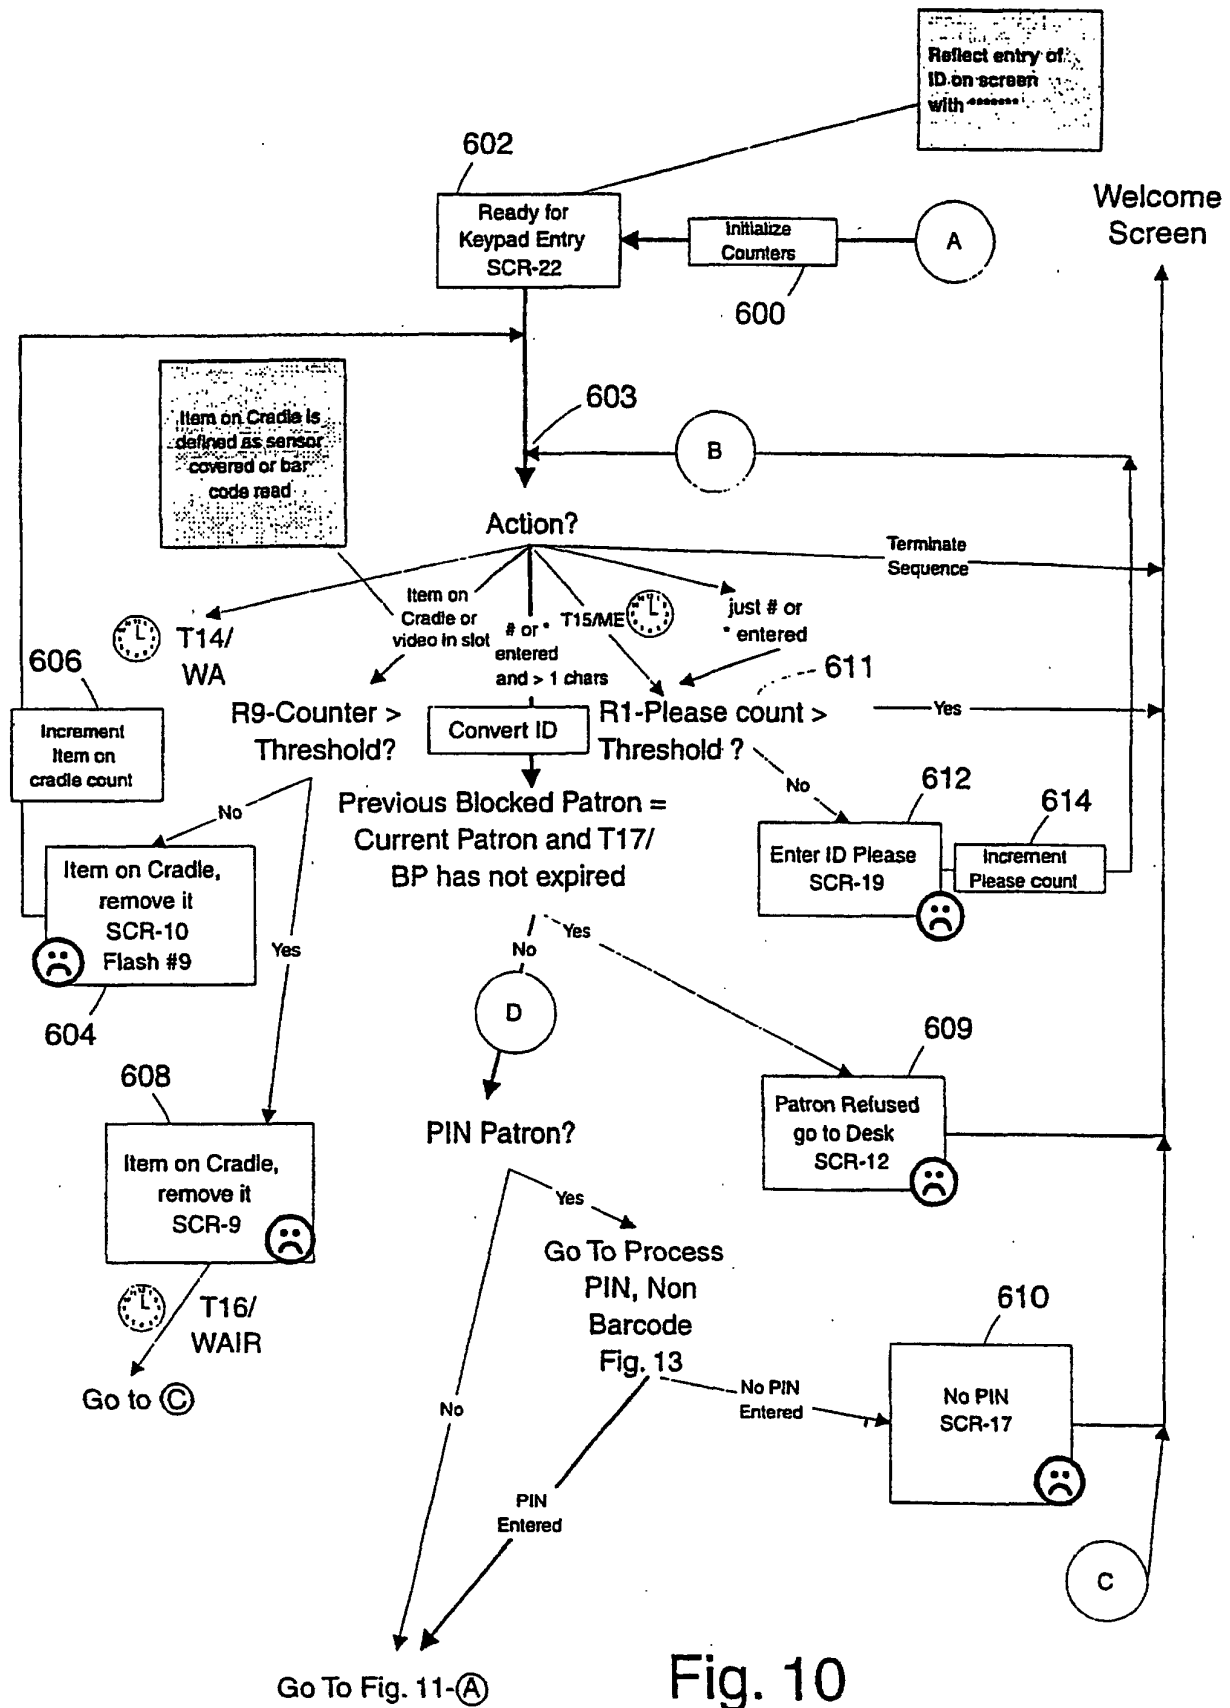 Reflect entry of
ID on screen
with *******
602
Ready for
Keypad Entry
SCR-22
Initialize
Counters
600
A
Welcome
Screen
603
Item on Cradle is
defined as sensor
covered or bar
code read
B
Action?
Terminate
Sequence
T14/
WA
Item on
Cradle or
video in slot
# or *
entered
and > 1 chars
T15/ME
just # or
* entered
606
Increment
Item on
cradle count
R9-Counter >
Threshold?
Convert ID
611
R1-Please count >
Threshold ?
Yes
No
No
Previous Blocked Patron =
Current Patron and T17/
BP has not expired
612
Enter ID Please
SCR-19
614
Increment
Please count
Item on Cradle,
remove it
SCR-10
Flash #9
604
Yes
No
Yes
D
608
Item on Cradle,
remove it
SCR-9
PIN Patron?
609
Patron Refused
go to Desk
SCR-12
Yes
Go To Process
PIN, Non
Barcode
Fig. 13
T16/
WAIR
Go to C
No
No PIN
Entered
610
No PIN
SCR-17
PIN
Entered
C
Go To Fig. 11-A
Fig. 10